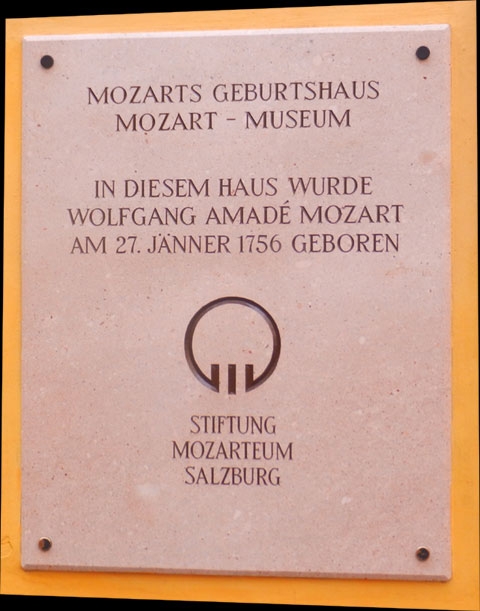 MOZARTS GEBURTSHAUS
MOZART - MUSEUM
IN DIESEM HAUS WURDE
WOLFGANG AMADÉ MOZART
AM 27. JÄNNER 1756 GEBOREN
STIFTUNG
MOZARTEUM
SALZBURG